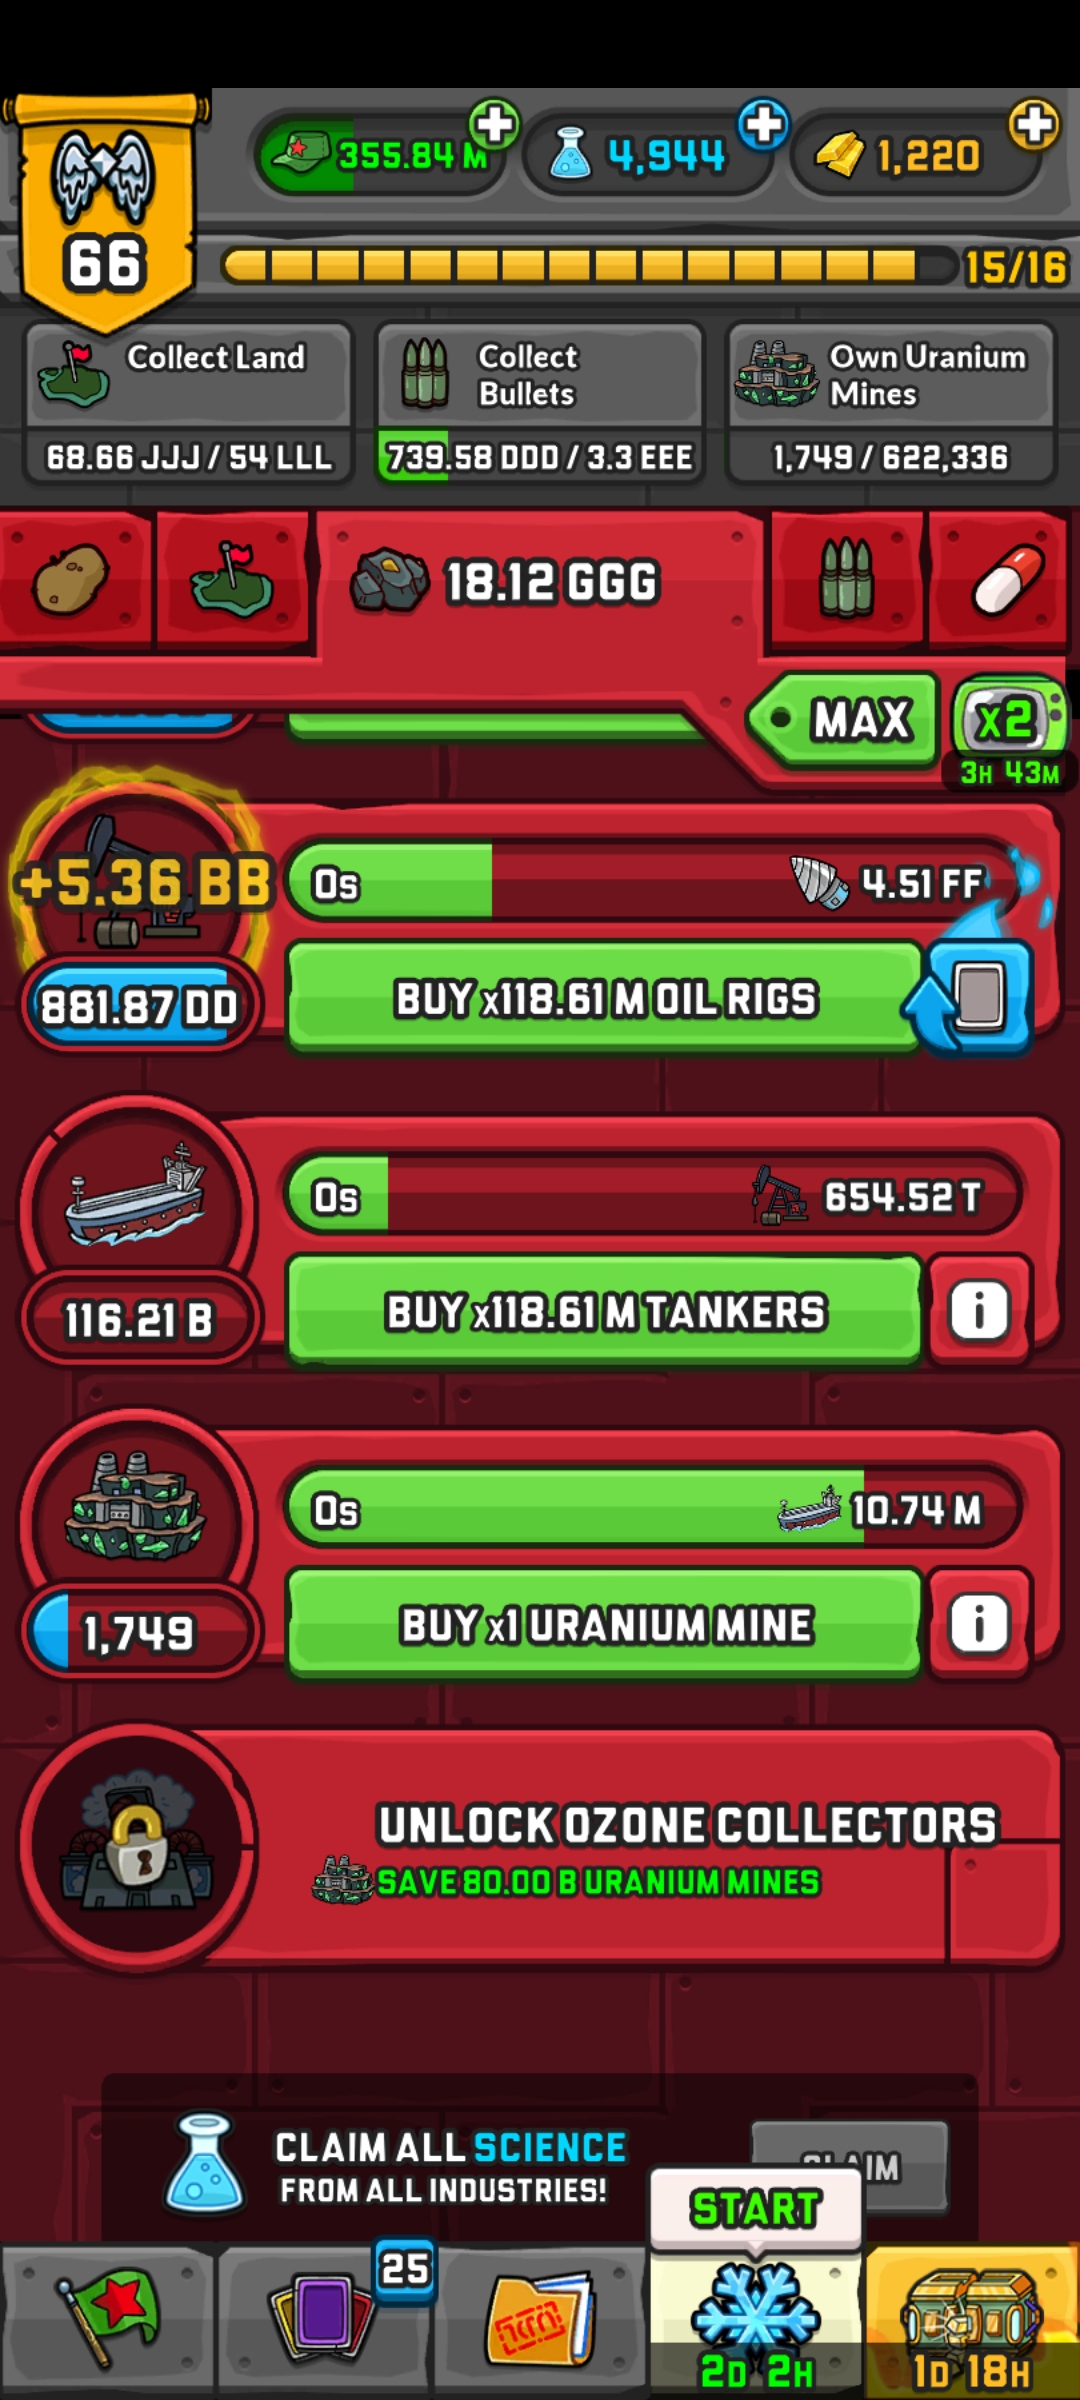 355.84 M
4,944
1,220
66
15/16
Collect Land
68.66 JJJ / 54 LLL
Collect
Bullets
739.58 DDD / 3.3 EEE
Own Uranium
Mines
1,749 / 622,336
18.12 GGG
MAX
x2
3H 43M
+5.36 BB
0s
4.51 FF
881.87 DD
BUY x118.61 M OIL RIGS
0s
654.52 T
116.21 B
BUY x118.61 M TANKERS
i
0s
10.74 M
1,749
BUY x1 URANIUM MINE
i
UNLOCK OZONE COLLECTORS
SAVE 80.00 B URANIUM MINES
CLAIM ALL SCIENCE
FROM ALL INDUSTRIES!
CLAIM
START
25
2D 2H
1D 18H